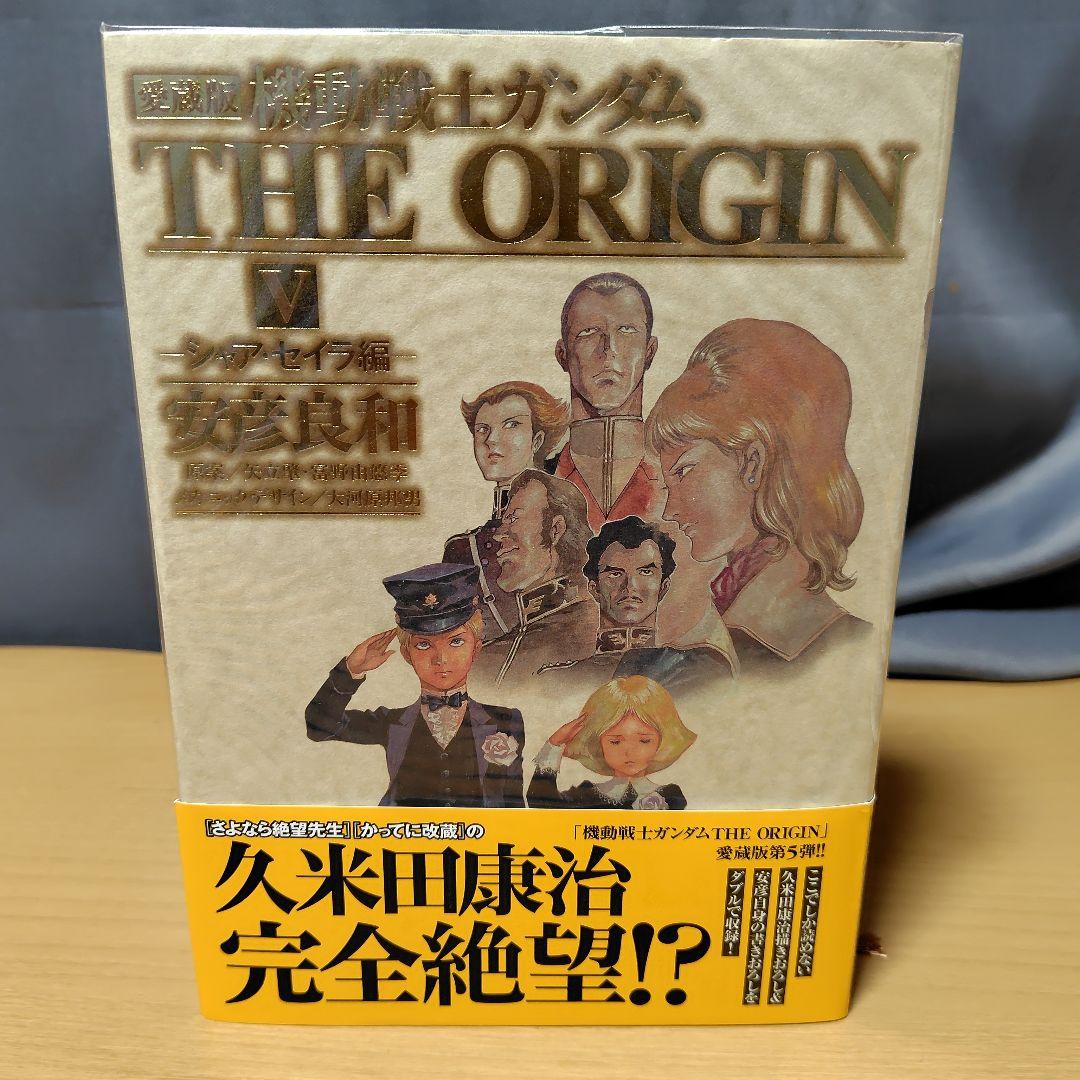 愛蔵版 機動戦士ガンダム
THE ORIGIN
V
―シャア・セイラ編―
安彦良和
原案／矢立肇・富野由悠季
メカニックデザイン／大河原邦男
『さよなら絶望先生』『かってに改蔵』の
久米田康治
完全絶望!?
「機動戦士ガンダムTHE ORIGIN」
愛蔵版第5弾!!
ここでしか読めない
久米田康治描きおろし&
安彦自身の書きおろしを
ダブルで収録!